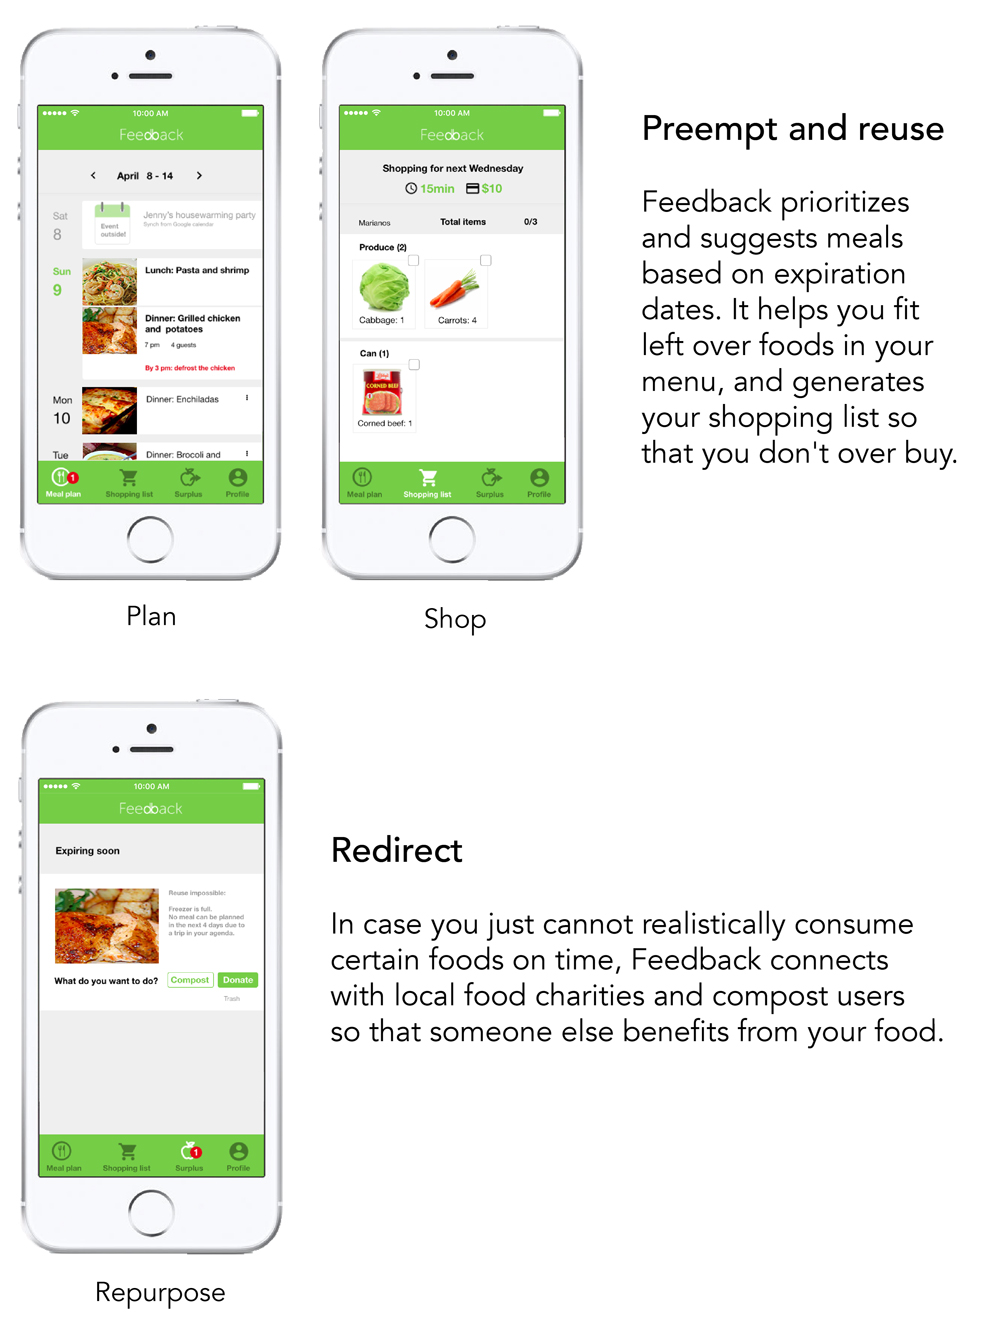 10:00 AM
Feedback
April 8 - 14
Sat
8
Event
outside!
Jenny's housewarming party
Synch from Google calendar
Sun
9
Lunch: Pasta and shrimp
Dinner: Grilled chicken
and potatoes
7 pm 4 guests
By 3 pm: defrost the chicken
Mon
10
Dinner: Enchiladas
Tue
Dinner: Brocoli and
1
Meal plan
Shopping list
Surplus
Profile
Plan
10:00 AM
Feedback
Shopping for next Wednesday
15min $10
Marianos
Total items
0/3
Produce (2)
Cabbage: 1
Carrots: 4
Can (1)
CORNED BEEF
Corned beef: 1
Meal plan
Shopping list
Surplus
Profile
Shop
Preempt and reuse
Feedback prioritizes
and suggests meals
based on expiration
dates. It helps you fit
left over foods in your
menu, and generates
your shopping list so
that you don't over buy.
10:00 AM
Feedback
Expiring soon
Reuse impossible:
Freezer is full.
No meal can be planned
in the next 4 days due to
a trip in your agenda.
What do you want to do?
Compost
Donate
Trash
Meal plan
Shopping list
1
Surplus
Profile
Repurpose
Redirect
In case you just cannot realistically consume
certain foods on time, Feedback connects
with local food charities and compost users
so that someone else benefits from your food.